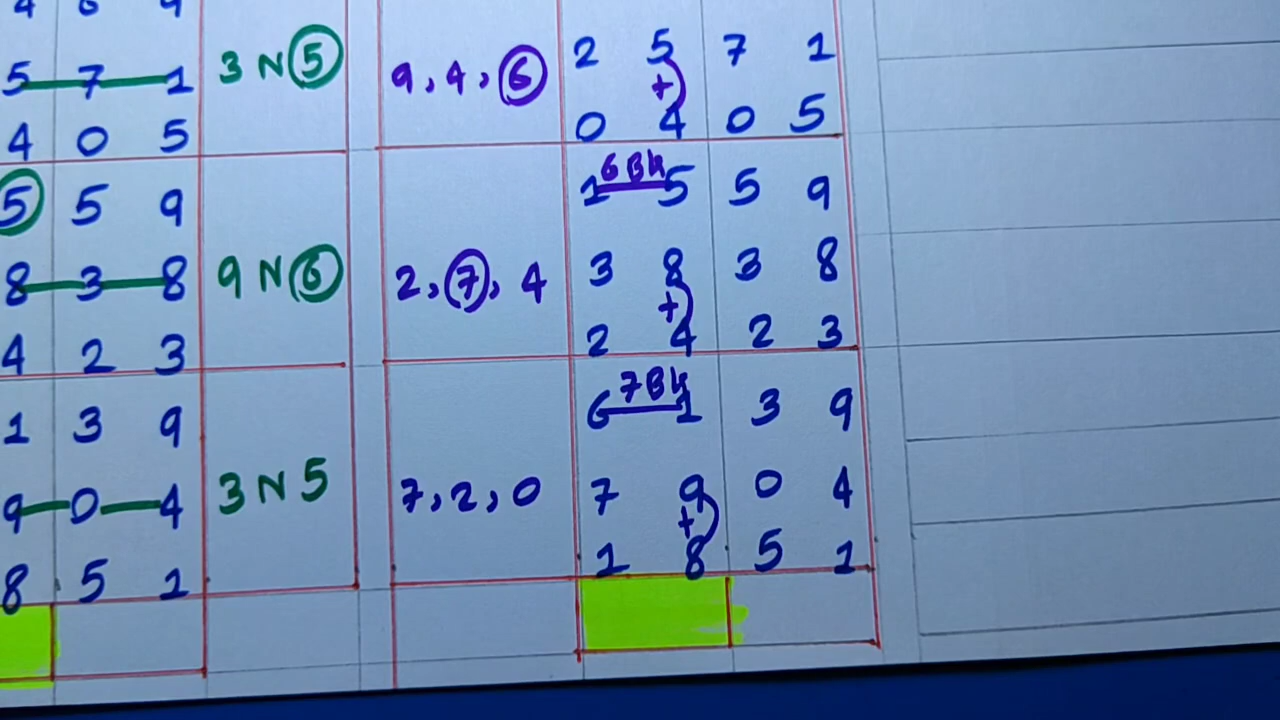 5 7 1 3 N 5
4 0 5
5 5 9
8 3 8 9 N 6
4 2 3
1 3 9
9 0 4 3 N 5
8 5 1
2 5 7 1
9, 4, 6 +
0 4 0 5
6 BK
1 5 5 9
2, 7, 4 3 8 3 8
+
2 4 2 3
7 BK
6 1 3 9
7, 2, 0 7 9 0 4
+
1 8 5 1